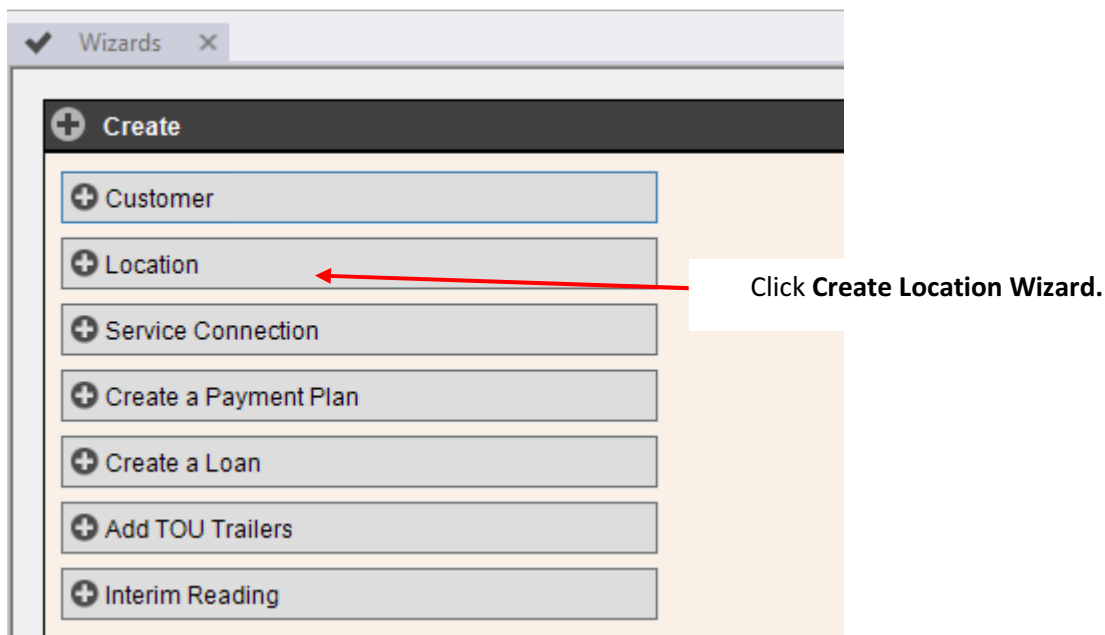 Wizards
Create
Customer
Location
Click Create Location Wizard.
Service Connection
Create a Payment Plan
Create a Loan
Add TOU Trailers
Interim Reading